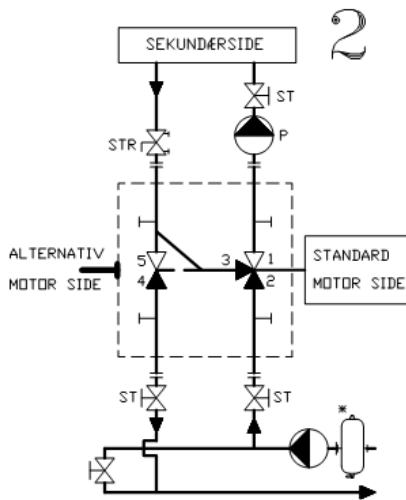 SEKUNDÆRSIDE
2
ST
P
STR
ALTERNATIV
MOTOR SIDE
5
4
3
1
2
STANDARD
MOTOR SIDE
ST
ST
*